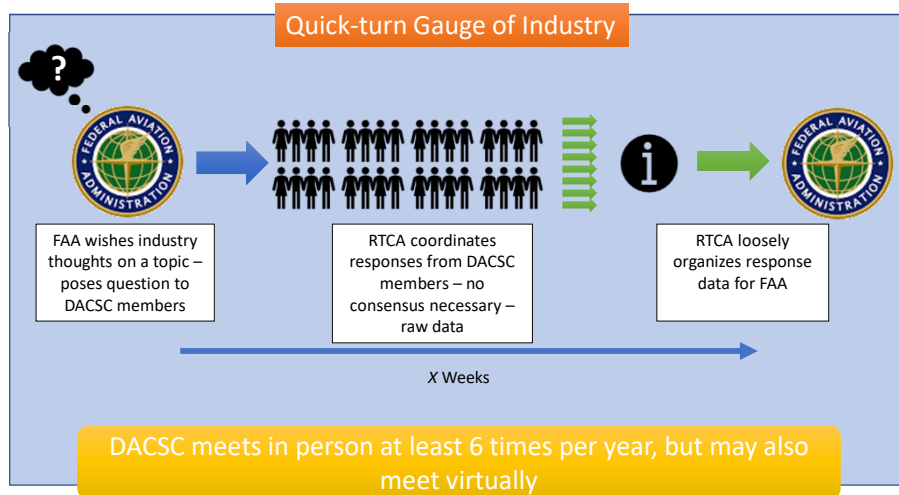 Quick-turn Gauge of Industry
?
FEDERAL AVIATION
ADMINISTRATION
i
FEDERAL AVIATION
ADMINISTRATION
FAA wishes industry
thoughts on a topic –
poses question to
DACSC members
RTCA coordinates
responses from DACSC
members – no
consensus necessary –
raw data
RTCA loosely
organizes response
data for FAA
X Weeks
DACSC meets in person at least 6 times per year, but may also
meet virtually